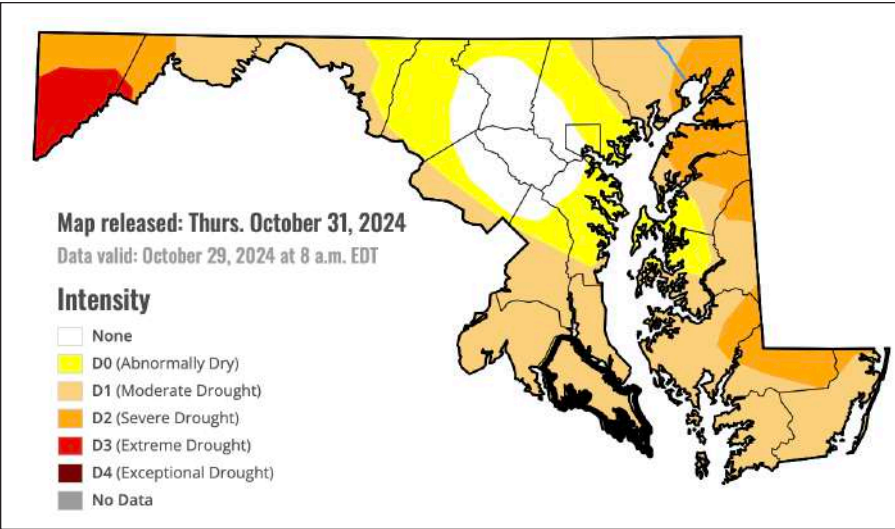 Map released: Thurs. October 31, 2024
Data valid: October 29, 2024 at 8 a.m. EDT
Intensity
None
D0 (Abnormally Dry)
D1 (Moderate Drought)
D2 (Severe Drought)
D3 (Extreme Drought)
D4 (Exceptional Drought)
No Data